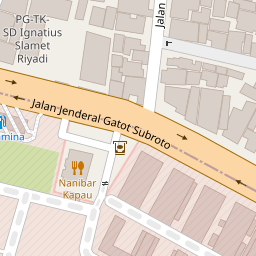 PG-TK-
SD Ignatius
Slamet
Riyadi
Jalan
Jalan Jenderal Gatot Subroto
Nanibar
Kapau